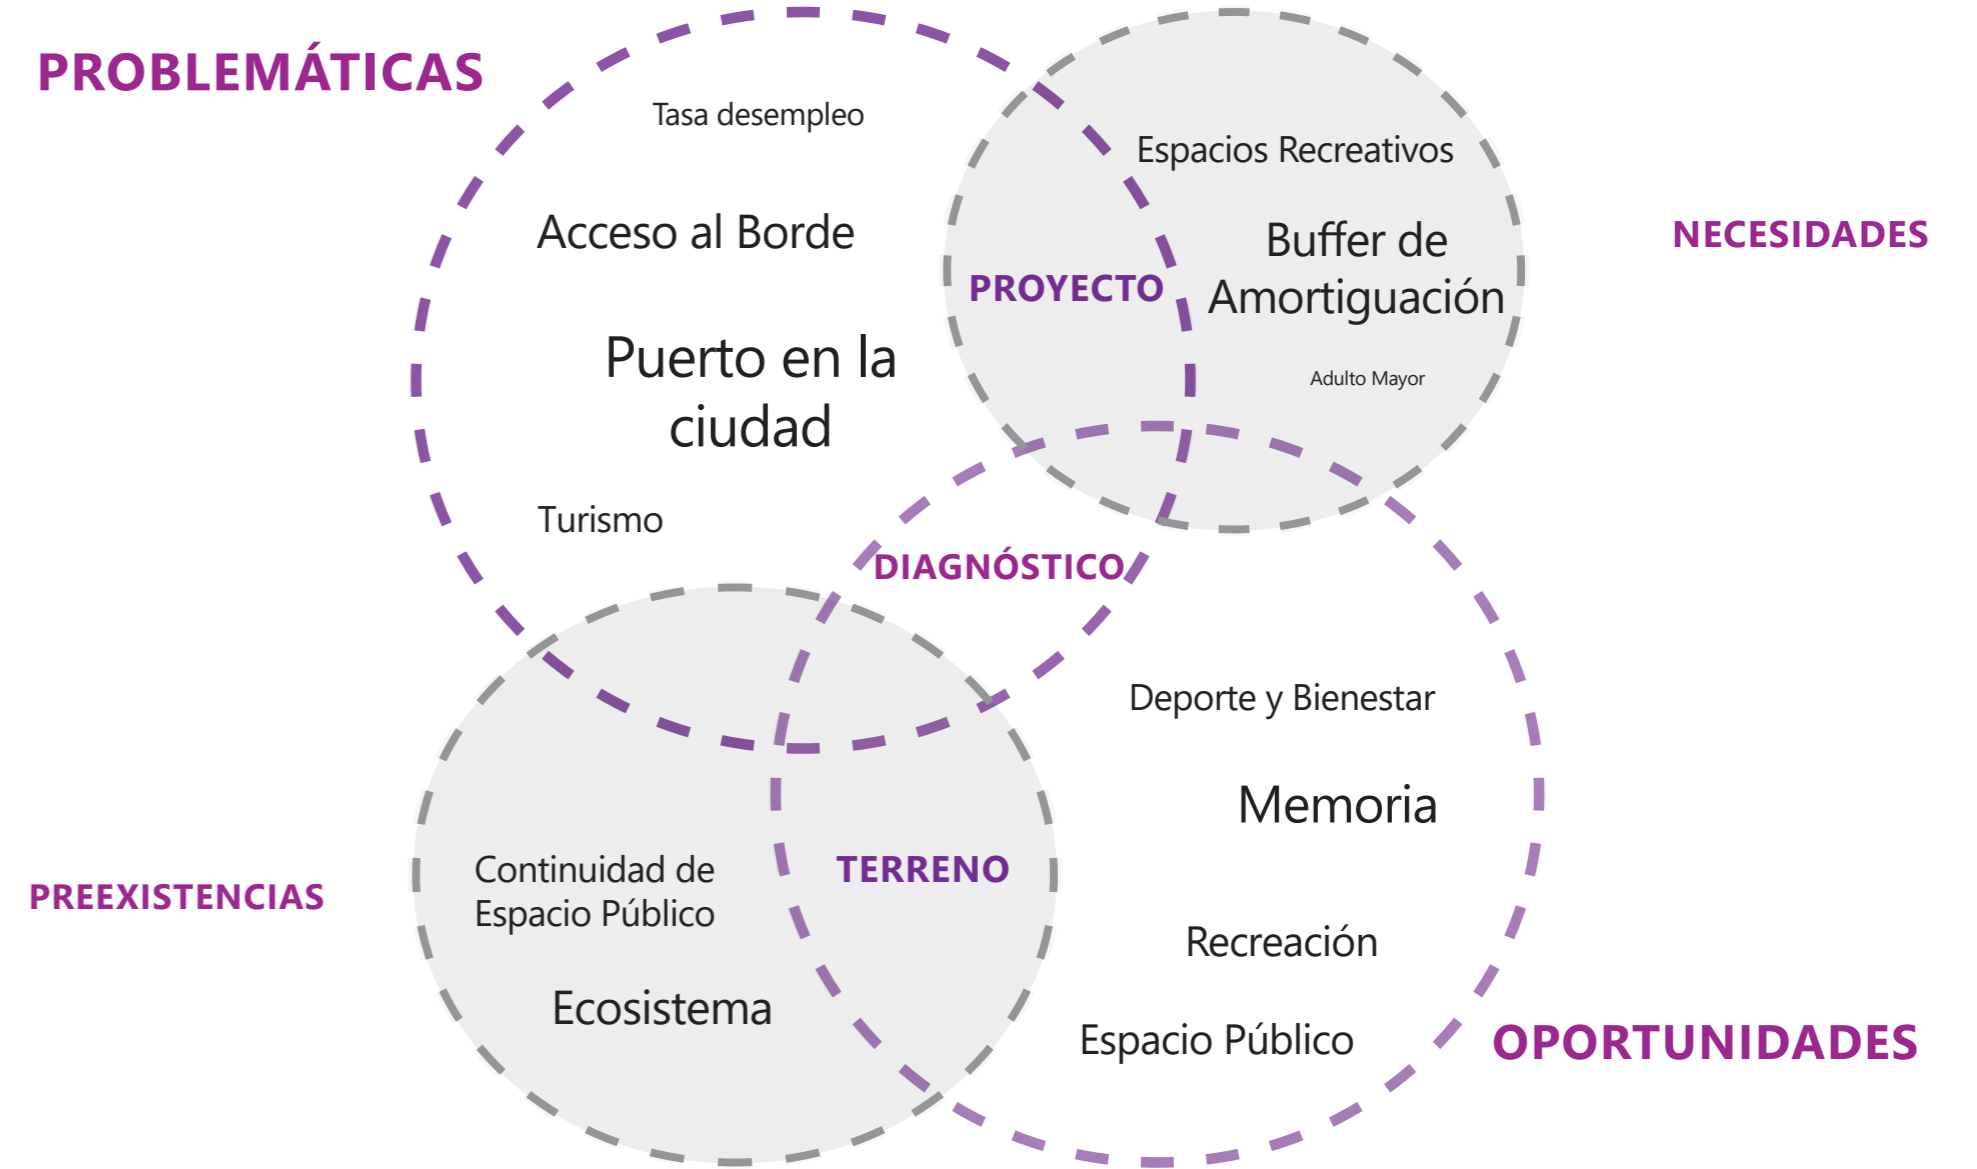 PROBLEMÁTICAS
Tasa desempleo
Acceso al Borde
Puerto en la
ciudad
Turismo
Espacios Recreativos
Buffer de
Amortiguación
Adulto Mayor
PROYECTO
NECESIDADES
DIAGNÓSTICO
PREEXISTENCIAS
Continuidad de
Espacio Público
Ecosistema
TERRENO
Deporte y Bienestar
Memoria
Recreación
Espacio Público
OPORTUNIDADES